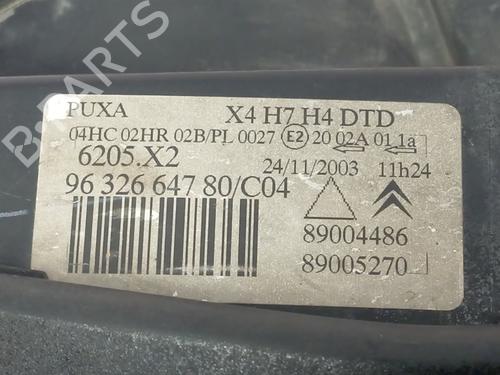 PUXA X4 H7 H4 DTD
04HC 02HR 02B/PL 0027 E2 20 02A 01 1a
6205.X2 24/11/2003 11h24
96 326 647 80/C04
89004486
89005270